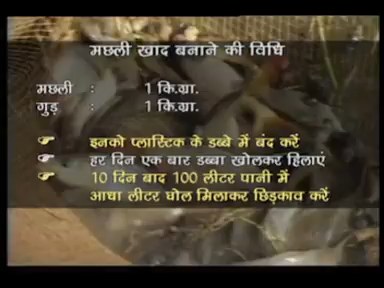 मछली खाद बनाने की विधि
मछली : 1 कि.ग्रा.
गुड़ : 1 कि.ग्रा.
इनको प्लास्टिक के डब्बे में बंद करें
हर दिन एक बार डब्बा खोलकर हिलाएं
10 दिन बाद 100 लीटर पानी में
आधा लीटर घोल मिलाकर छिड़काव करें